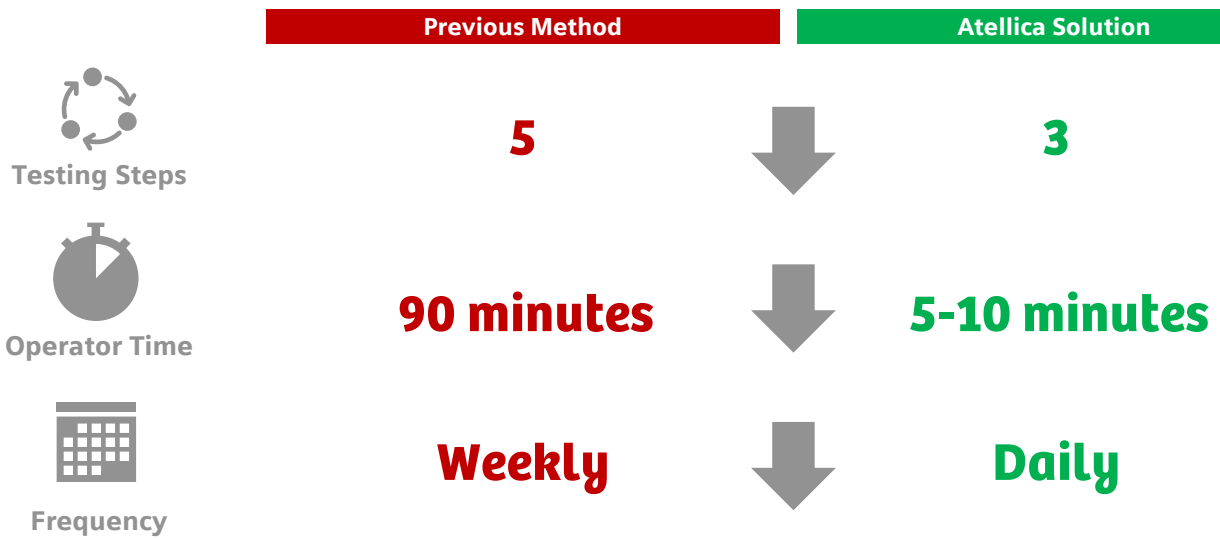 Previous Method
Atellica Solution
Testing Steps
5
3
Operator Time
90 minutes
5-10 minutes
Frequency
Weekly
Daily